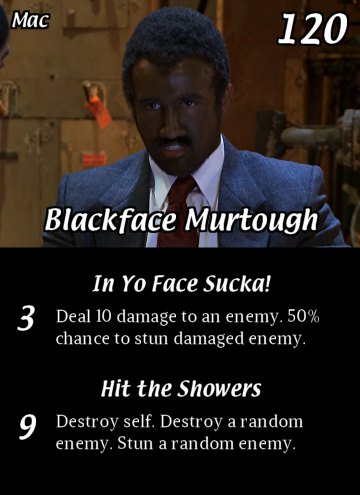 Mac
120
Blackface Murtough
In Yo Face Sucka!
3
Deal 10 damage to an enemy. 50%
chance to stun damaged enemy.
Hit the Showers
9
Destroy self. Destroy a random
enemy. Stun a random enemy.